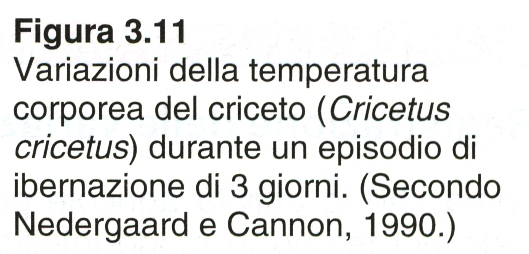 Figura 3.11
Variazioni della temperatura
corporea del criceto (Cricetus
cricetus) durante un episodio di
ibernazione di 3 giorni. (Secondo
Nedergaard e Cannon, 1990.)